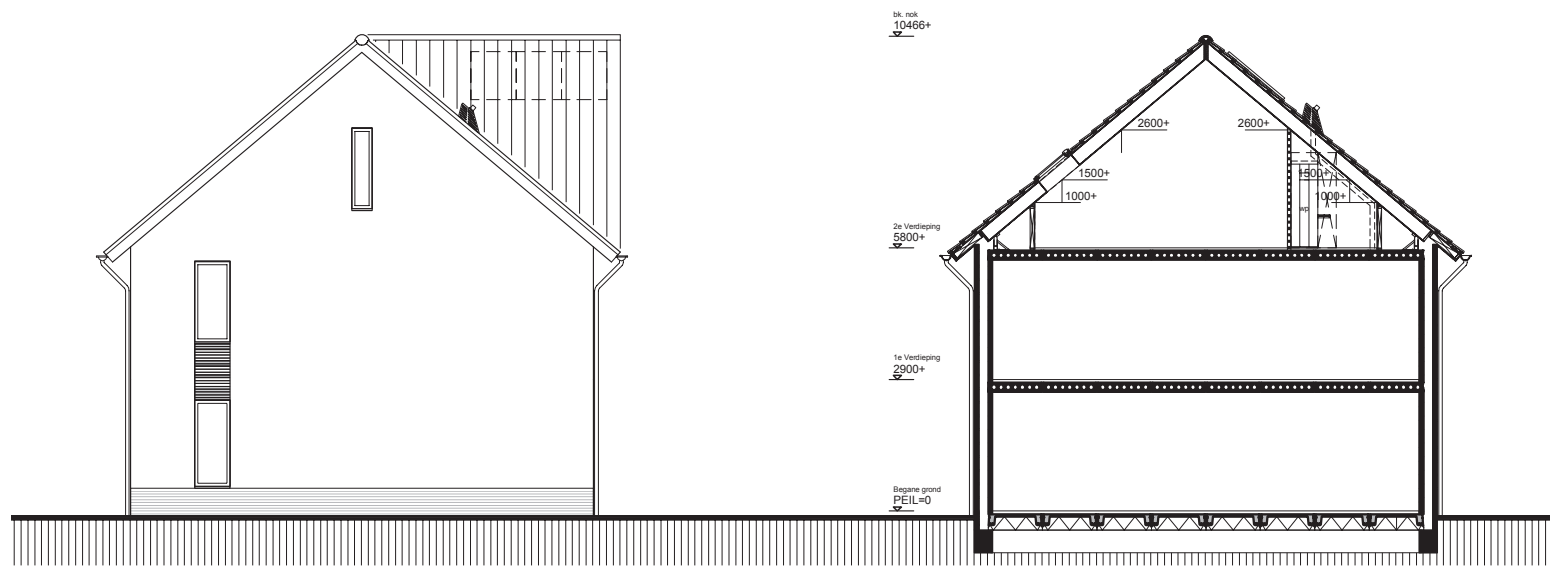 bk. nok
10466+
2600+
2600+
1500+
1500+
1000+
1000+
wp
2e Verdieping
5800+
1e Verdieping
2900+
Begane grond
PEIL=0